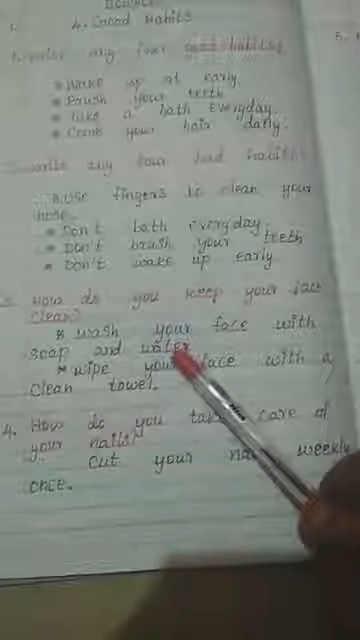 4. Good Habits
1. write any four good habits
* Wake up at early.
* Brush your teeth
* Take a bath everyday.
* Comb your hair daily.
write any four bad habits
* Use fingers to clean your
nose.
* Don't bath everyday.
* Don't brush your teeth
* Don't wake up early.
3. How do you keep your face
clean?
* wash your face with
soap and water
* wipe your face with a
clean towel.
4. How do you take care of
your nails?
cut your nails weekly
once.